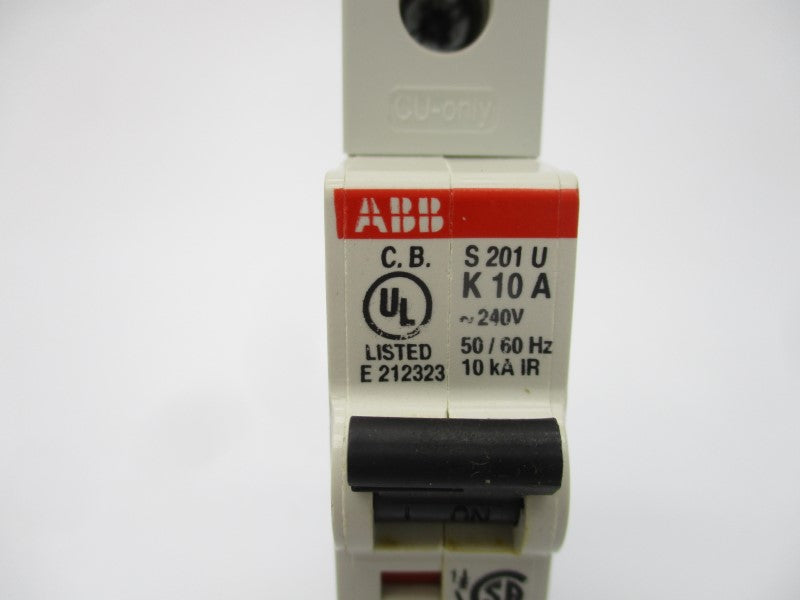 CU-only
ABB
C.B. S 201 U
UL K 10 A
~ 240V
LISTED 50 / 60 Hz
E 212323 10 kA IR
I ON